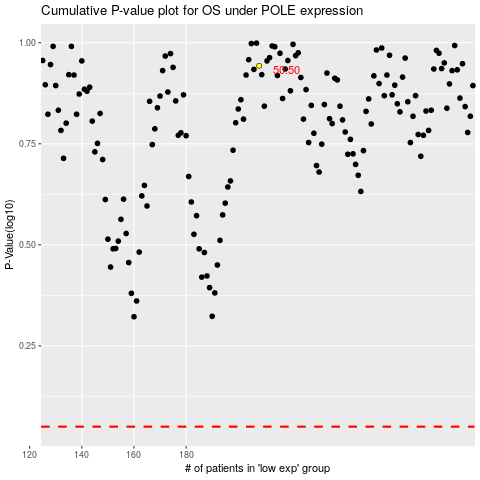 Cumulative P-value plot for OS under POLE expression
P-Value(log10)
1.00
0.75
0.50
0.25
50:50
120 140 160 180
# of patients in 'low exp' group